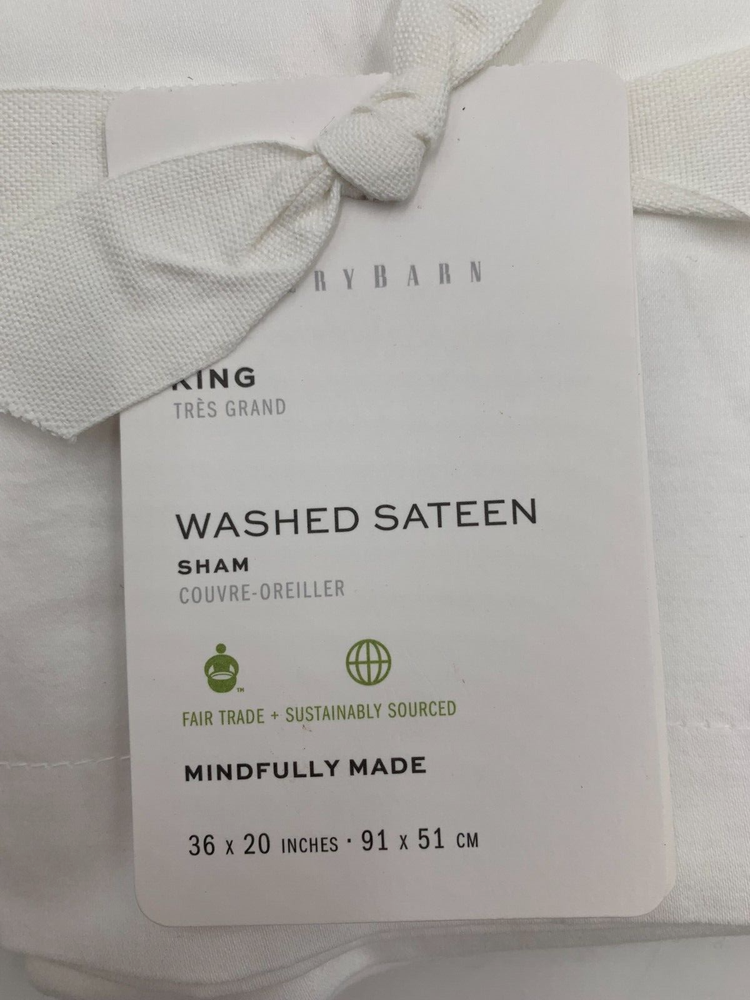 RYBARN
KING
TRÈS GRAND
WASHED SATEEN
SHAM
COUVRE-OREILLER
TM
FAIR TRADE + SUSTAINABLY SOURCED
MINDFULLY MADE
36 x 20 INCHES · 91 x 51 CM